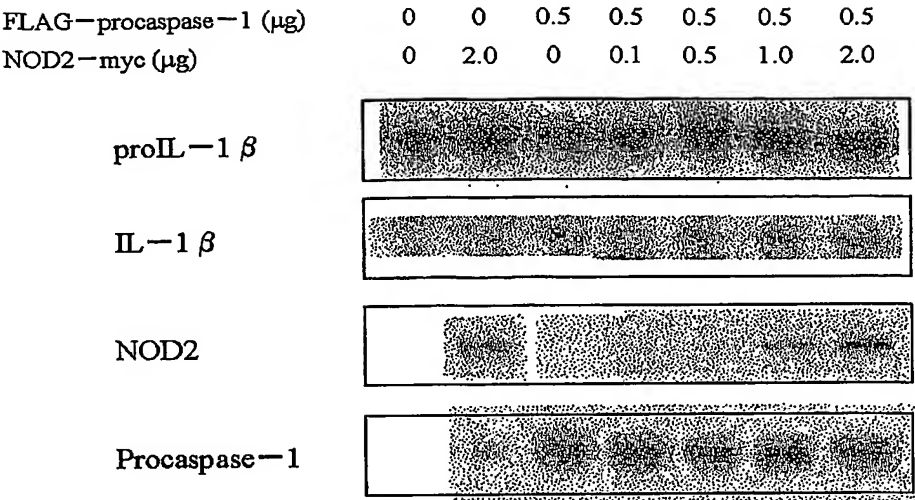 FLAG−procaspase−1 (μg) 0 0 0.5 0.5 0.5 0.5 0.5
NOD2−myc (μg) 0 2.0 0 0.1 0.5 1.0 2.0
proIL−1 β
IL−1 β
NOD2
Procaspase−1